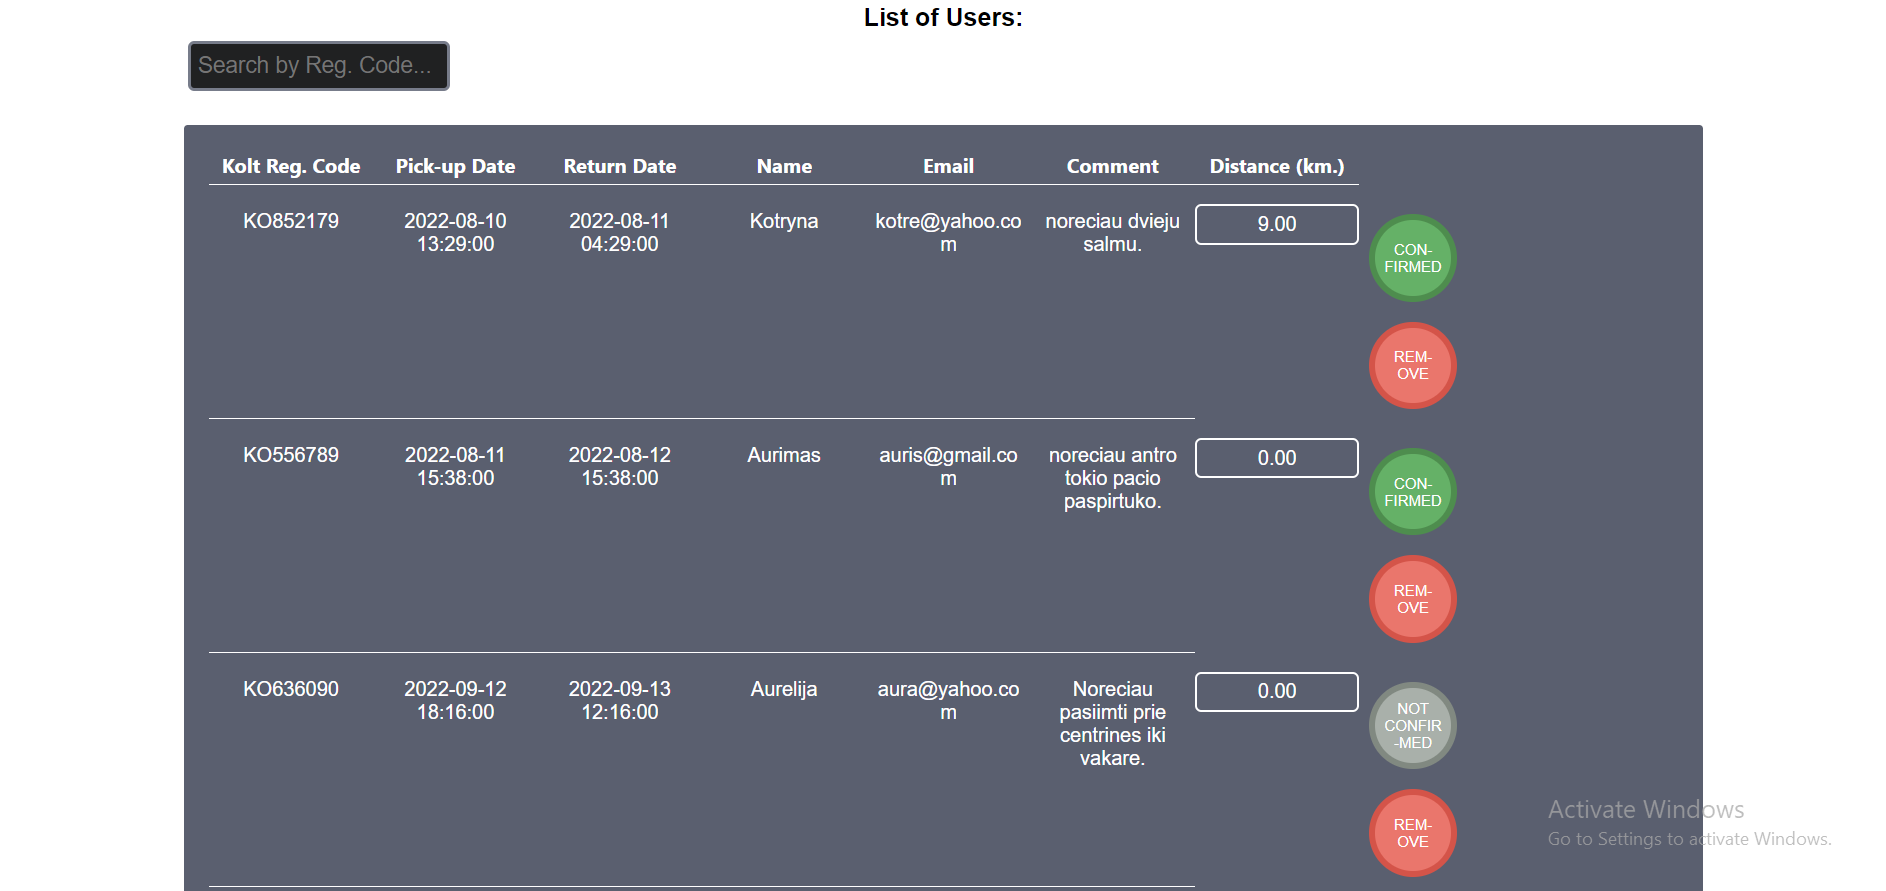 List of Users:
Search by Reg. Code...
Kolt Reg. Code Pick-up Date Return Date Name Email Comment Distance (km.)
KO852179 2022-08-10 2022-08-11 Kotryna kotre@yahoo.co noreciau dvieju 9.00
13:29:00 04:29:00 m salmu.
CON-
FIRMED
REM-
OVE
KO556789 2022-08-11 2022-08-12 Aurimas auris@gmail.co noreciau antro 0.00
15:38:00 15:38:00 m tokio pacio
paspirtuko.
CON-
FIRMED
REM-
OVE
KO636090 2022-09-12 2022-09-13 Aurelija aura@yahoo.co Noreciau 0.00
18:16:00 12:16:00 m pasiimti prie
centrines iki
vakare.
NOT
CONFIR
-MED
REM-
OVE
Activate Windows
Go to Settings to activate Windows.